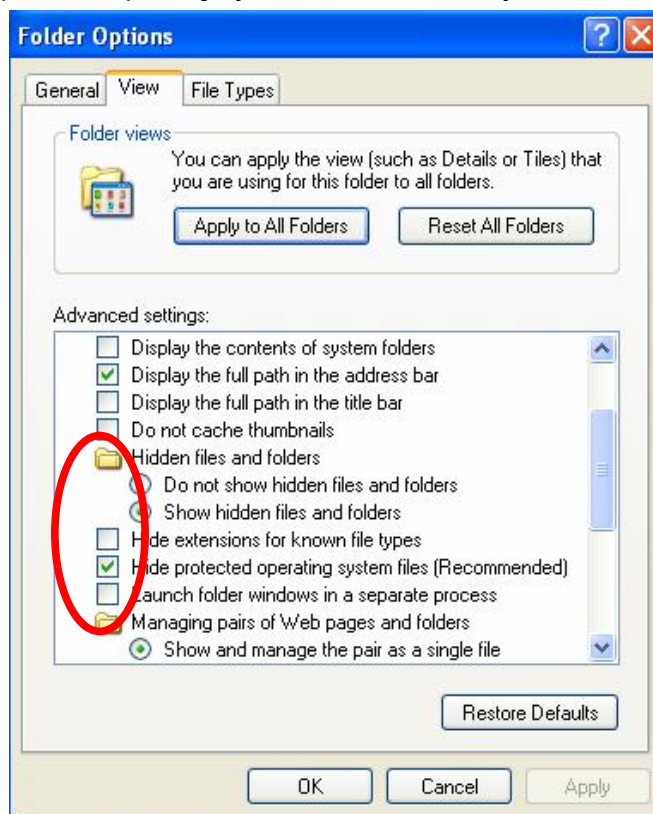 Folder Options
General View File Types
Folder views
You can apply the view (such as Details or Tiles) that
you are using for this folder to all folders.
Apply to All Folders Reset All Folders
Advanced settings:
Display the contents of system folders
Display the full path in the address bar
Display the full path in the title bar
Do not cache thumbnails
Hidden files and folders
Do not show hidden files and folders
Show hidden files and folders
Hide extensions for known file types
Hide protected operating system files (Recommended)
Launch folder windows in a separate process
Managing pairs of Web pages and folders
Show and manage the pair as a single file
Restore Defaults
OK Cancel Apply